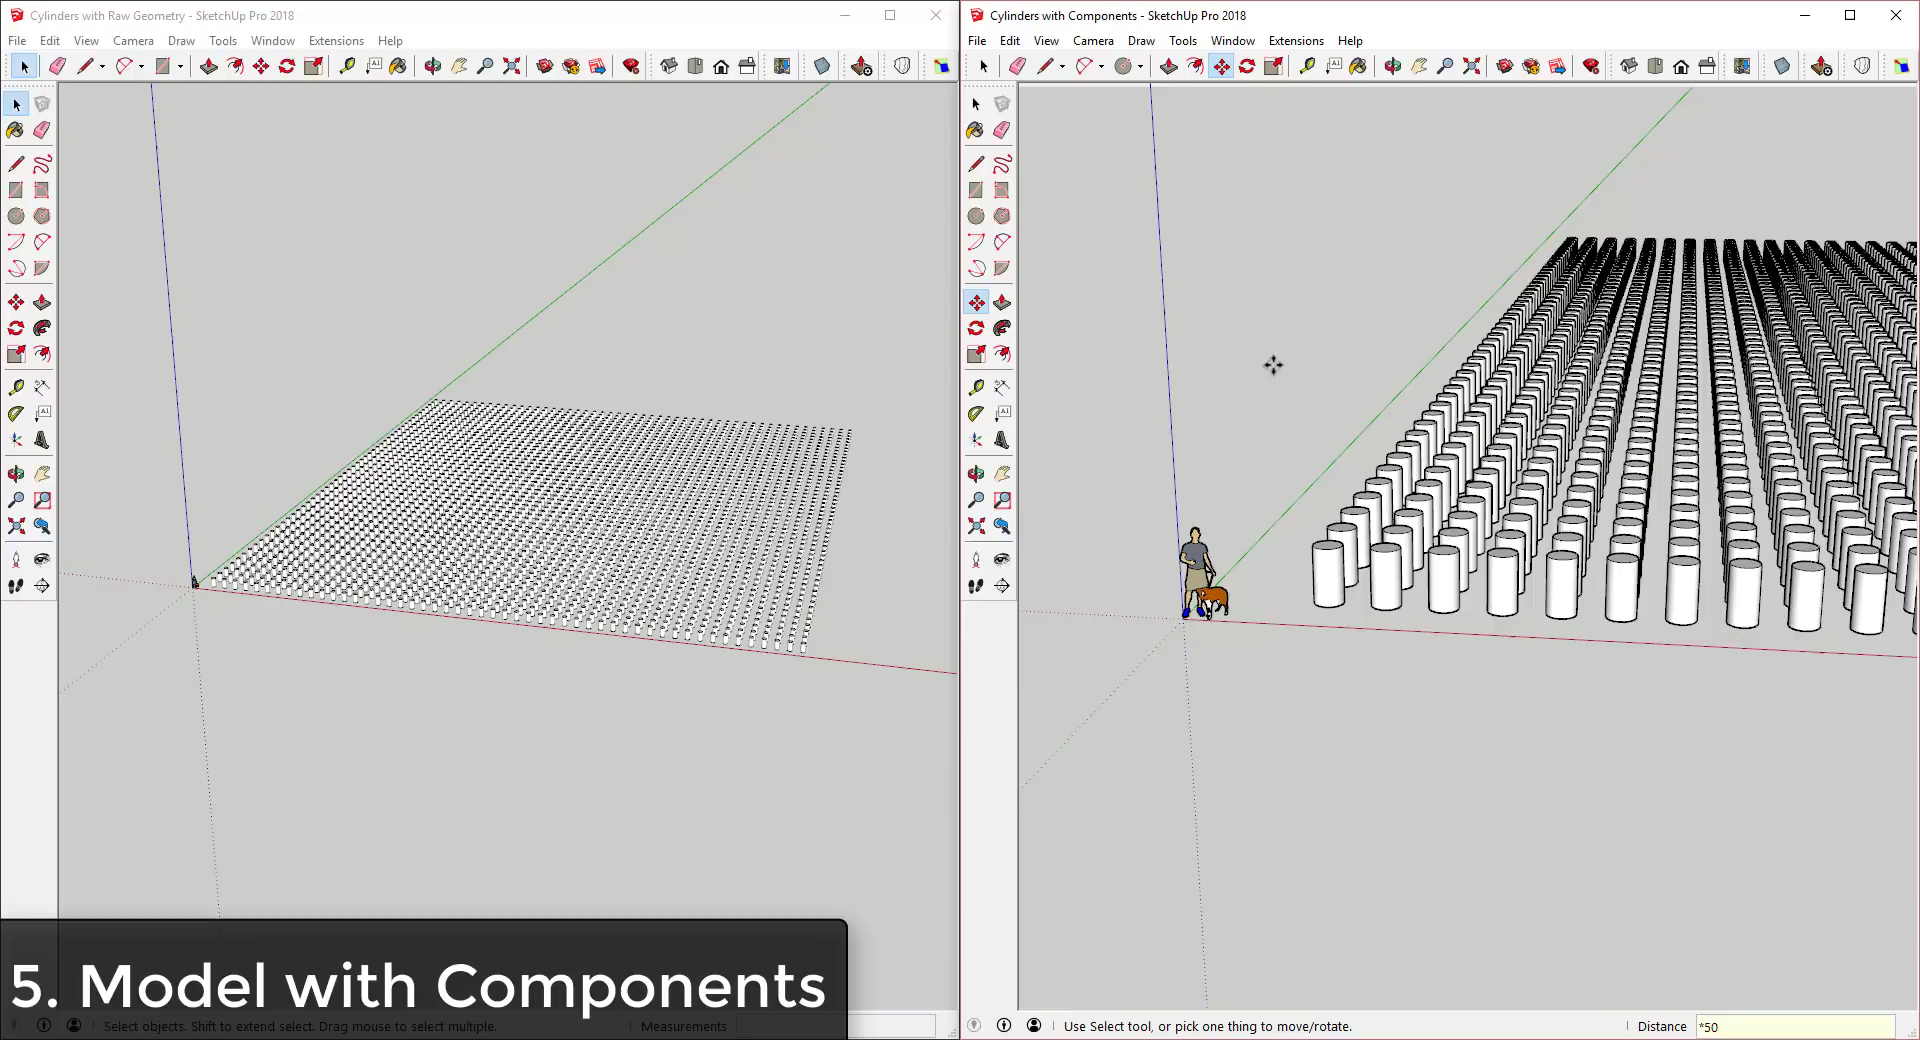 Cylinders with Raw Geometry - SketchUp Pro 2018
File Edit View Camera Draw Tools Window Extensions Help
Cylinders with Components - SketchUp Pro 2018
File Edit View Camera Draw Tools Window Extensions Help
5. Model with Components
Select objects. Shift to extend select. Drag mouse to select multiple.
Measurements
Use Select tool, or pick one thing to move/rotate.
Distance *50